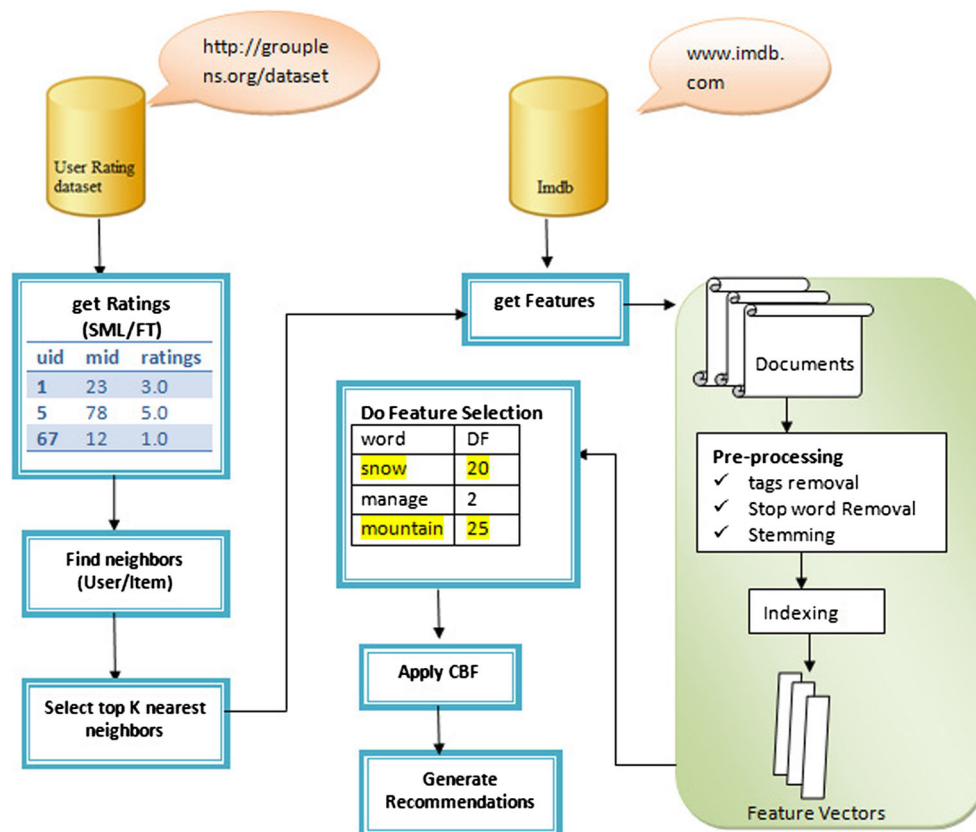 http://grouple
ns.org/dataset
www.imdb.
com
User Rating
dataset
Imdb
get Ratings
(SML/FT)
uid mid ratings
1 23 3.0
5 78 5.0
67 12 1.0
Find neighbors
(User/Item)
Select top K nearest
neighbors
get Features
Documents
Pre-processing
✓ tags removal
✓ Stop word Removal
✓ Stemming
Indexing
Feature Vectors
Do Feature Selection
word DF
snow 20
manage 2
mountain 25
Apply CBF
Generate
Recommendations